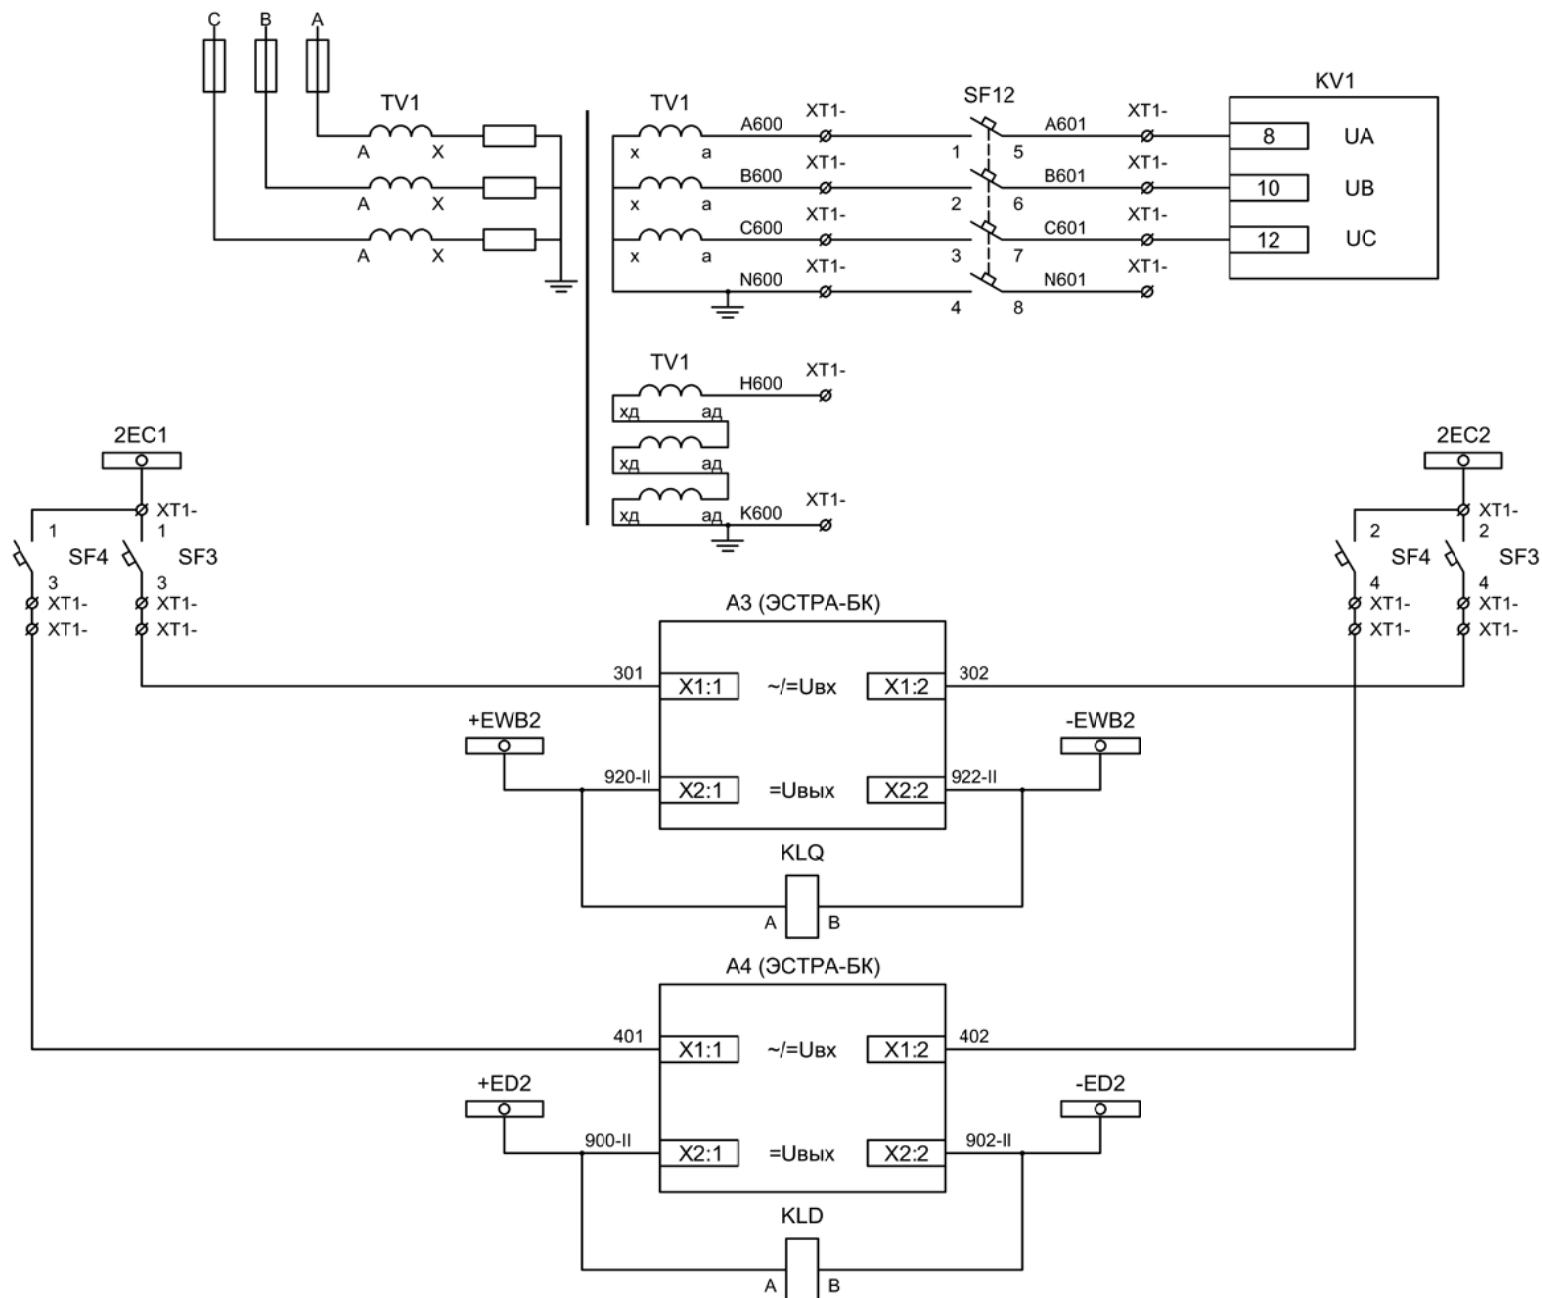 C B A
KV1
TV1 TV1 A600 XT1- SF12 A601 XT1- 8 UA
A X x a 1 5
B600 XT1- B601 XT1- 10 UB
A X x a 2 6
C600 XT1- C601 XT1- 12 UC
A X x a 3 7
N600 XT1- N601 XT1-
4 8
TV1 H600 XT1-
хд ад
хд ад
K600 XT1-
хд ад
2EC1 2EC2
XT1- XT1-
1 1 2 2
SF4 SF3 SF4 SF3
3 3 4 4
XT1- XT1- XT1- XT1-
XT1- XT1- XT1- XT1-
A3 (ЭСТРА-БК)
301 X1:1 ~/=Uвх X1:2 302
+EWB2 -EWB2
920-II X2:1 =Uвых X2:2 922-II
KLQ
A B
A4 (ЭСТРА-БК)
401 X1:1 ~/=Uвх X1:2 402
+ED2 -ED2
900-II X2:1 =Uвых X2:2 902-II
KLD
A B